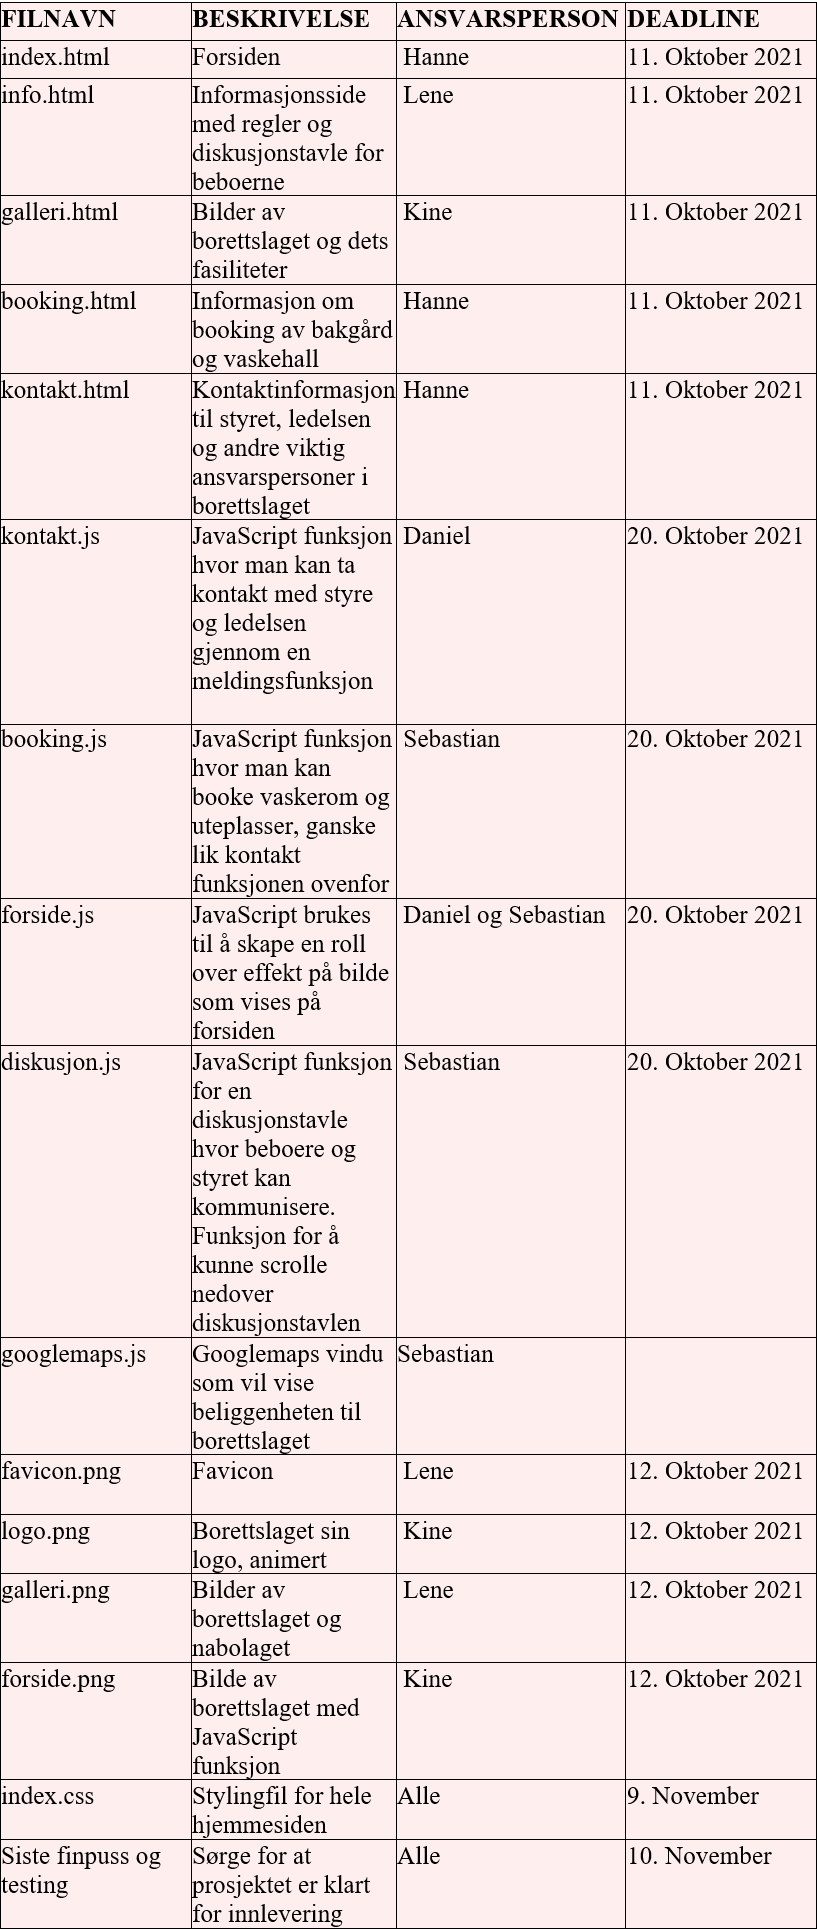 FILNAVN BESKRIVELSE ANSVARSPERSON DEADLINE
index.html Forsiden Hanne 11. Oktober 2021
info.html Informasjonsside Lene 11. Oktober 2021
med regler og
diskusjonstavle for
beboerne
galleri.html Bilder av Kine 11. Oktober 2021
borettslaget og dets
fasiliteter
booking.html Informasjon om Hanne 11. Oktober 2021
booking av bakgård
og vaskehall
kontakt.html Kontaktinformasjon Hanne 11. Oktober 2021
til styret, ledelsen
og andre viktig
ansvarspersoner i
borettslaget
kontakt.js JavaScript funksjon Daniel 20. Oktober 2021
hvor man kan ta
kontakt med styre
og ledelsen
gjennom en
meldingsfunksjon
booking.js JavaScript funksjon Sebastian 20. Oktober 2021
hvor man kan
booke vaskerom og
uteplasser, ganske
lik kontakt
funksjonen ovenfor
forside.js JavaScript brukes Daniel og Sebastian 20. Oktober 2021
til å skape en roll
over effekt på bilde
som vises på
forsiden
diskusjon.js JavaScript funksjon Sebastian 20. Oktober 2021
for en
diskusjonstavle
hvor beboere og
styret kan
kommunisere.
Funksjon for å
kunne scrolle
nedover
diskusjonstavlen
googlemaps.js Googlemaps vindu Sebastian
som vil vise
beliggenheten til
borettslaget
favicon.png Favicon Lene 12. Oktober 2021
logo.png Borettslaget sin Kine 12. Oktober 2021
logo, animert
galleri.png Bilder av Lene 12. Oktober 2021
borettslaget og
nabolaget
forside.png Bilde av Kine 12. Oktober 2021
borettslaget med
JavaScript
funksjon
index.css Stylingfil for hele Alle 9. November
hjemmesiden
Siste finpuss og Sørge for at Alle 10. November
testing prosjektet er klart
for innlevering